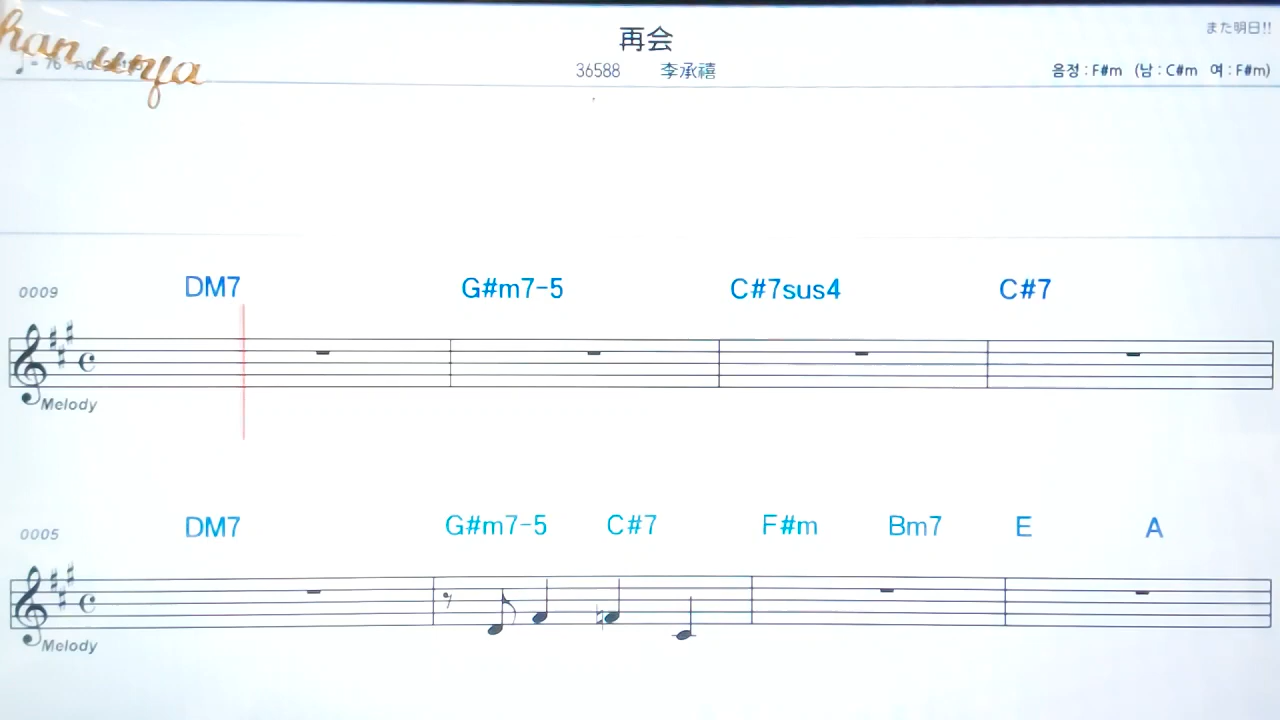 再会
また明日!!
han urya
36588 李承禧
음정 : F#m (남 : C#m 여 : F#m)
0009 DM7 G#m7-5 C#7sus4 C#7
Melody
0005 DM7 G#m7-5 C#7 F#m Bm7 E A
Melody